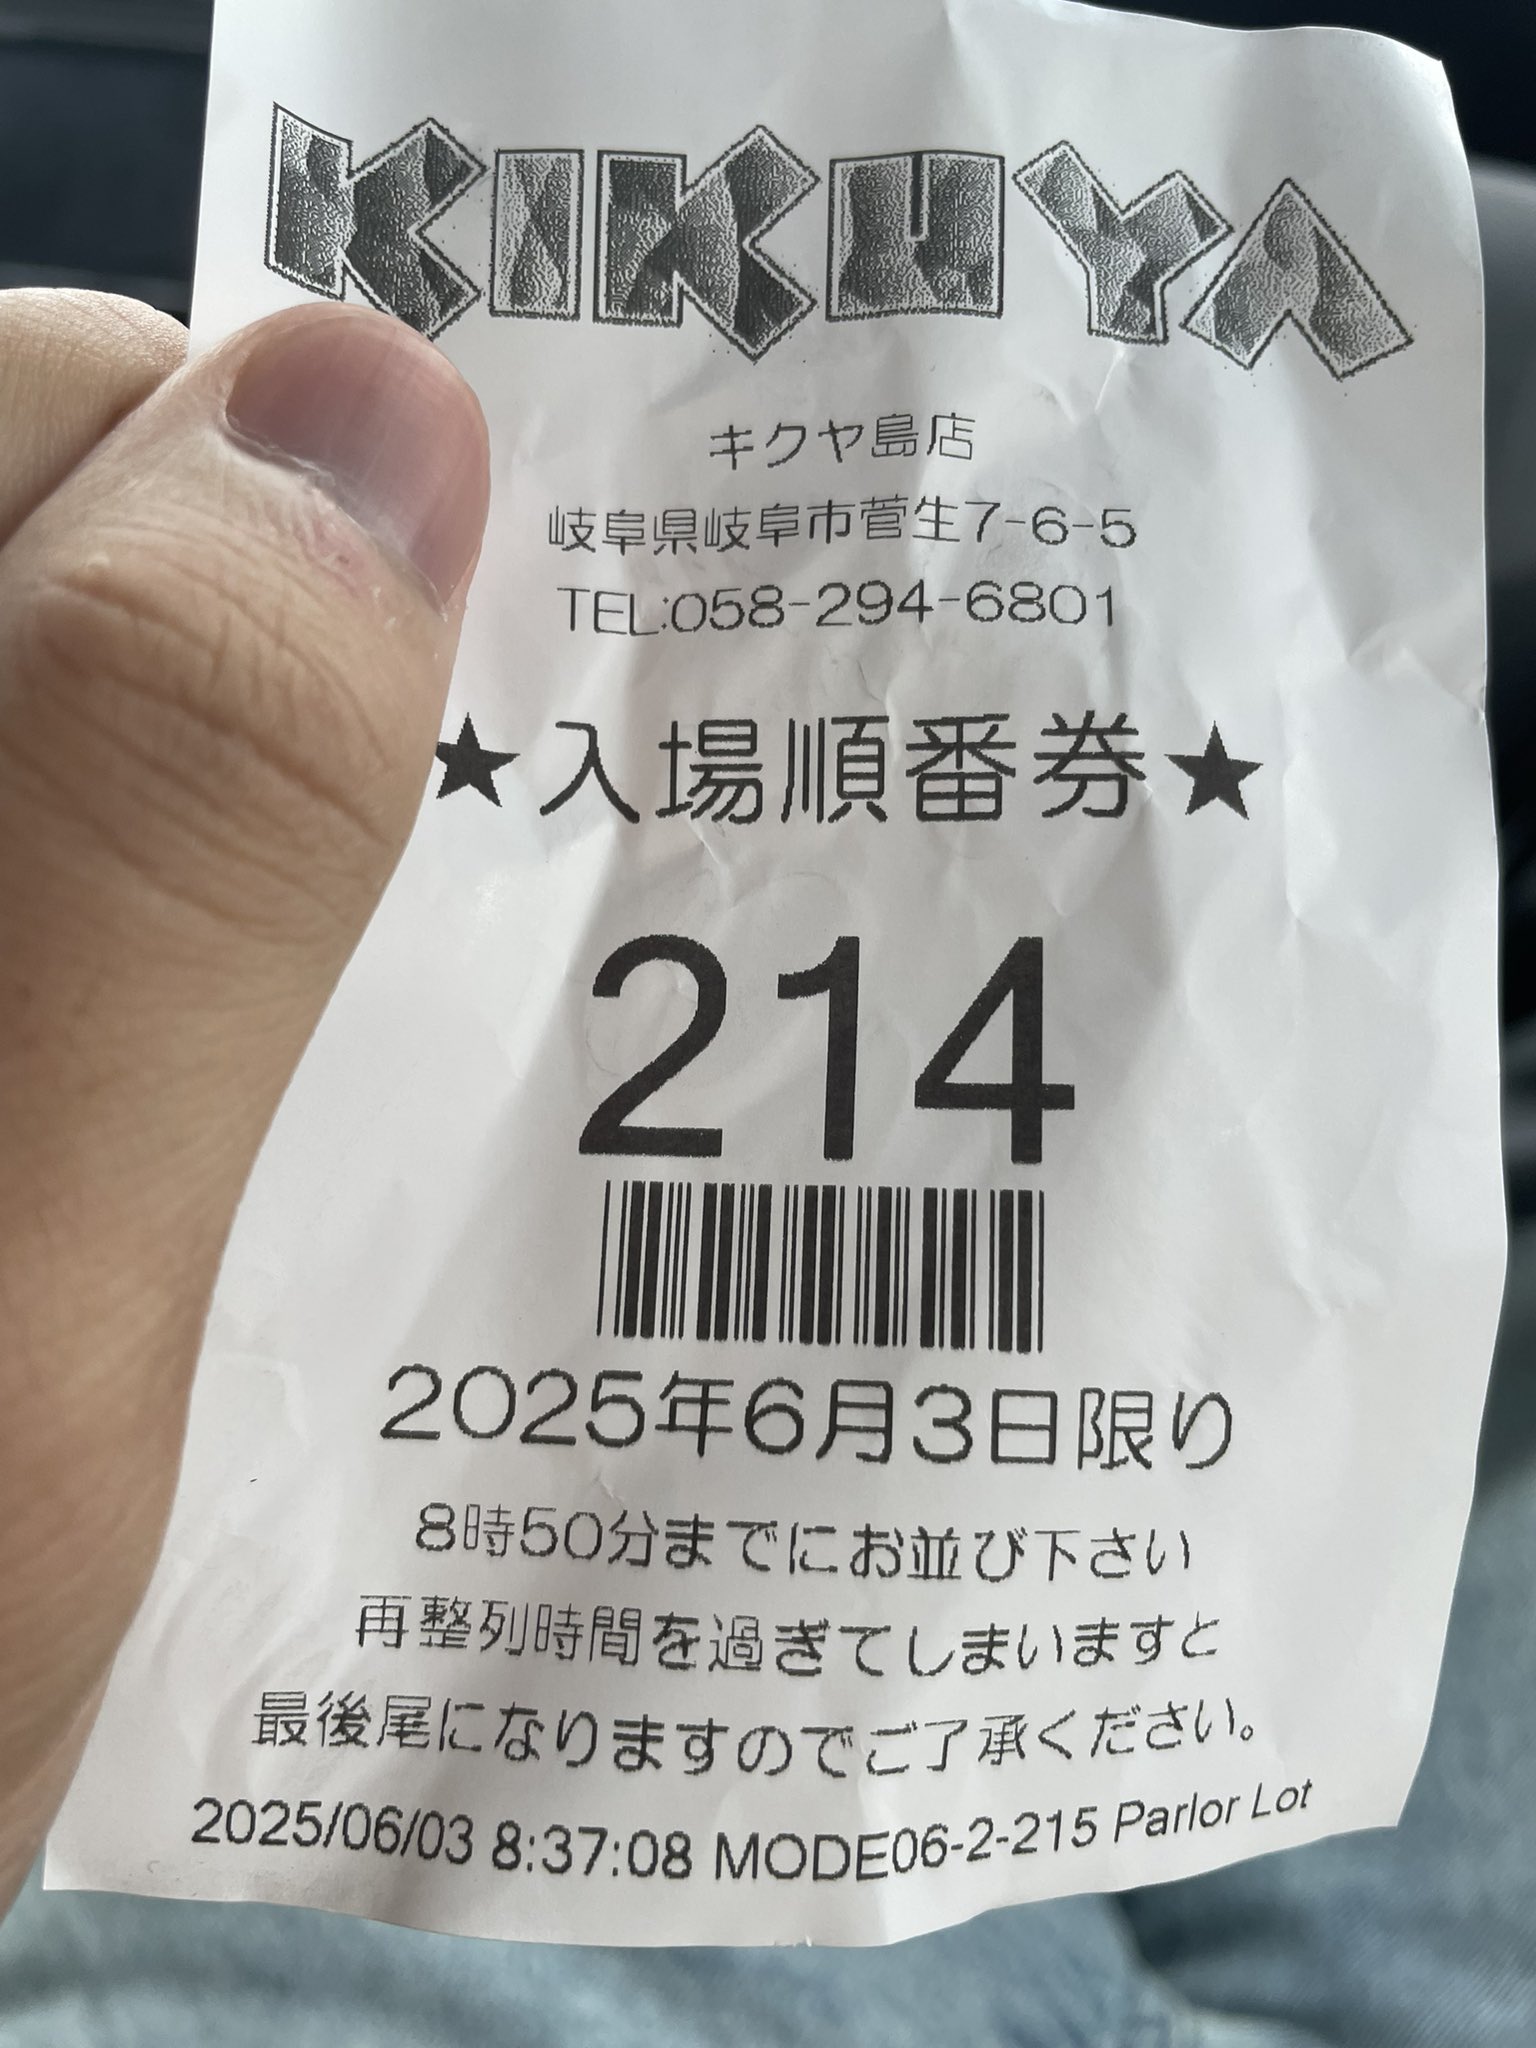 KIKUYA
キクヤ島店
岐阜県岐阜市菅生7-6-5
TEL:058-294-6801
★入場順番券★
214
2025年6月3日限り
8時50分までにお並び下さい
再整列時間を過ぎてしまいますと
最後尾になりますのでご了承ください。
2025/06/03 8:37:08 MODE06-2-215 Parlor Lot